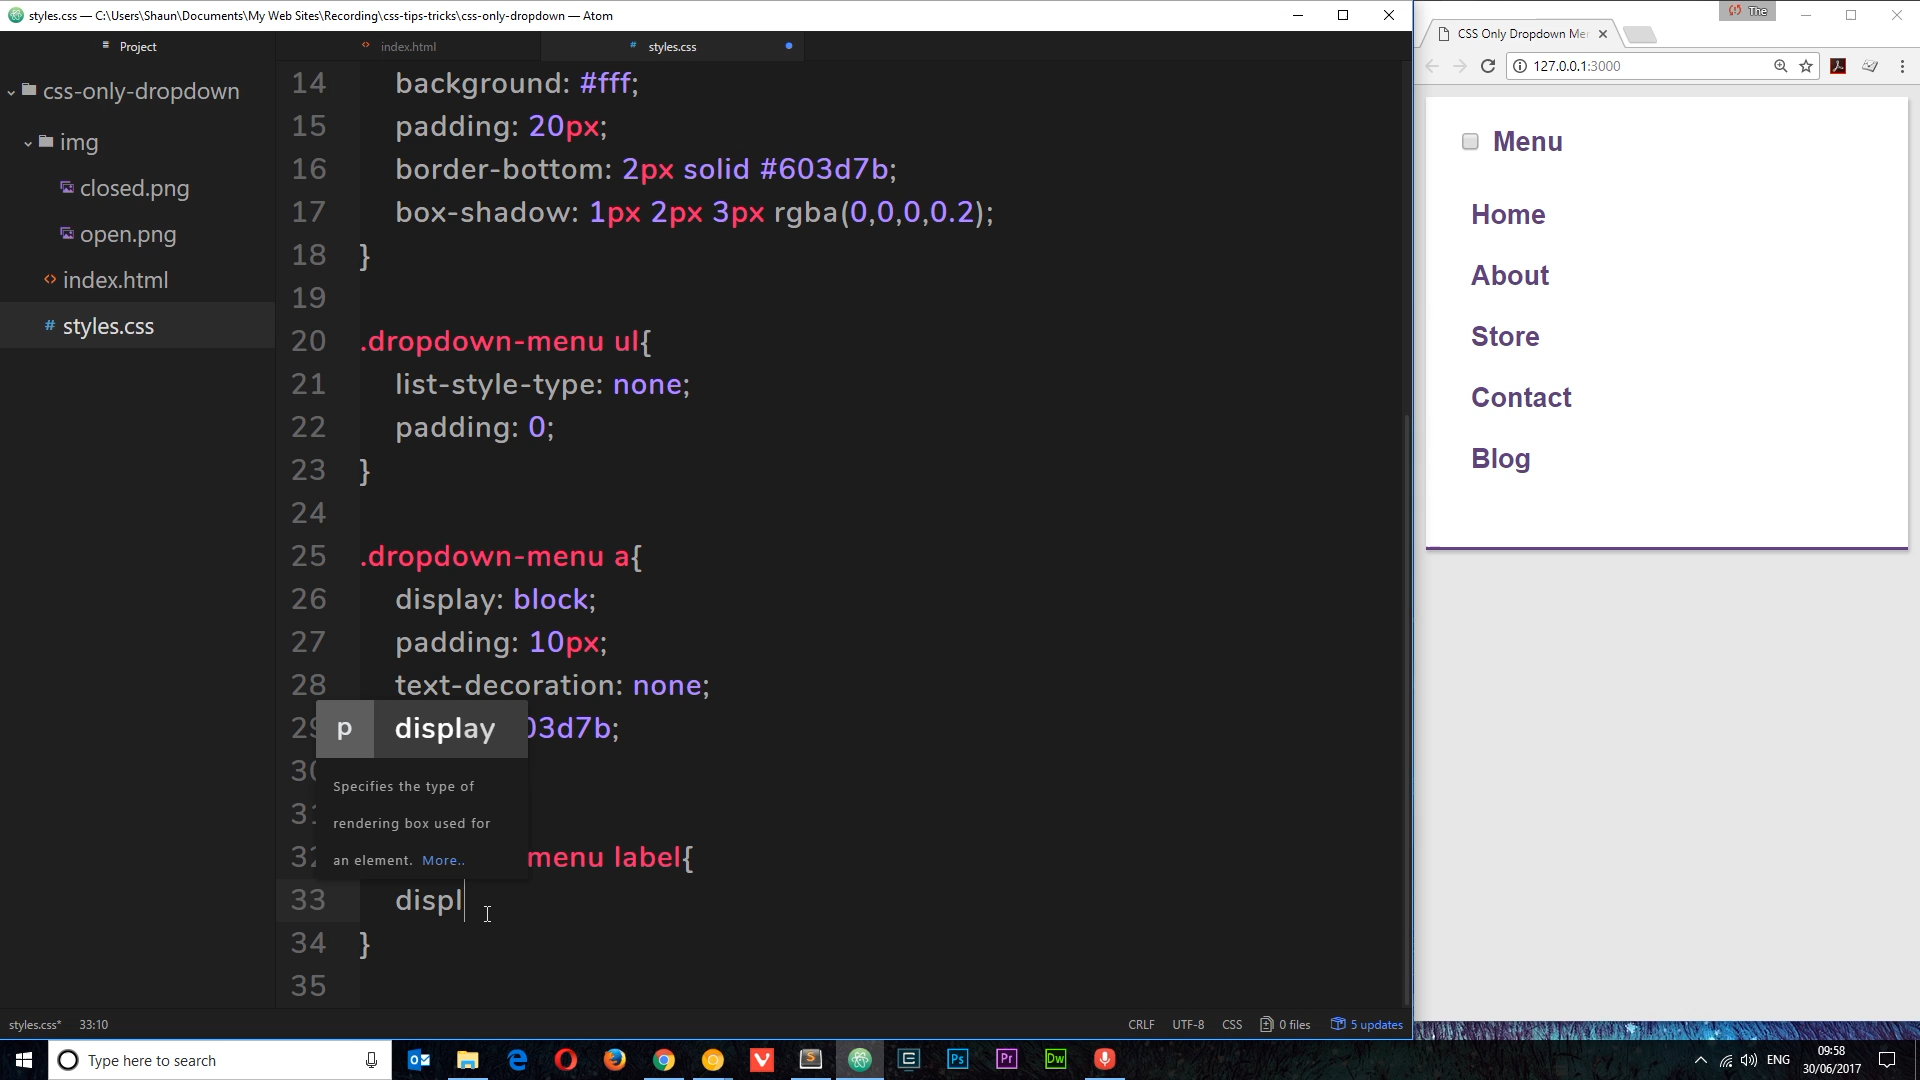 styles.css — C:\Users\Shaun\Documents\My Web Sites\Recording\css-tips-tricks\css-only-dropdown — Atom
Project
css-only-dropdown
img
closed.png
open.png
index.html
# styles.css
index.html
# styles.css
14 background: #fff;
15 padding: 20px;
16 border-bottom: 2px solid #603d7b;
17 box-shadow: 1px 2px 3px rgba(0,0,0,0.2);
18 }
19
20 .dropdown-menu ul{
21 list-style-type: none;
22 padding: 0;
23 }
24
25 .dropdown-menu a{
26 display: block;
27 padding: 10px;
28 text-decoration: none;
03d7b;
menu label{
33 displ
34 }
35
p display
Specifies the type of
rendering box used for
an element. More..
styles.css* 33:10
CRLF UTF-8 CSS 0 files 5 updates
The
CSS Only Dropdown Me
127.0.0.1:3000
Menu
Home
About
Store
Contact
Blog
Type here to search
Ps
Pr
Dw
ENG
09:58
30/06/2017